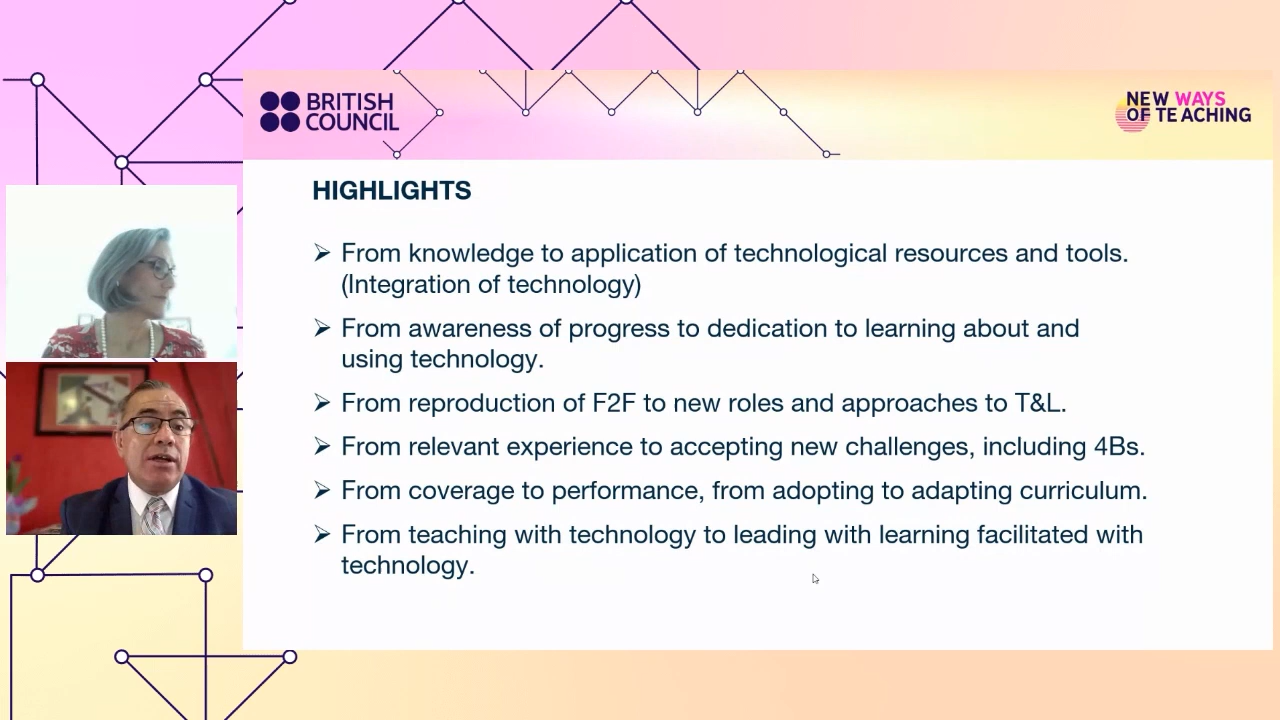 BRITISH
COUNCIL
NEW WAYS
OF TEACHING
HIGHLIGHTS
➢ From knowledge to application of technological resources and tools.
(Integration of technology)
➢ From awareness of progress to dedication to learning about and
using technology.
➢ From reproduction of F2F to new roles and approaches to T&L.
➢ From relevant experience to accepting new challenges, including 4Bs.
➢ From coverage to performance, from adopting to adapting curriculum.
➢ From teaching with technology to leading with learning facilitated with
technology.